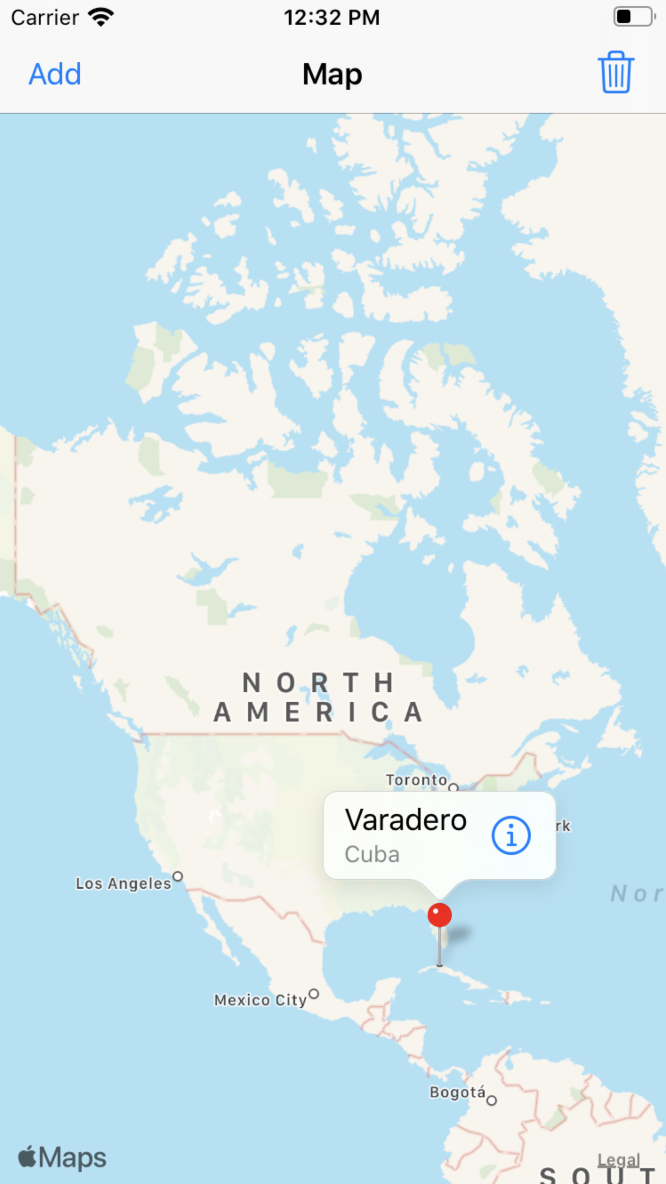 Carrier 12:32 PM
Add Map
NORTH
AMERICA
Toronto
Varadero
Cuba
rk
Los Angeles
Nor
Mexico City
Bogotá
Maps
Legal
SOUT